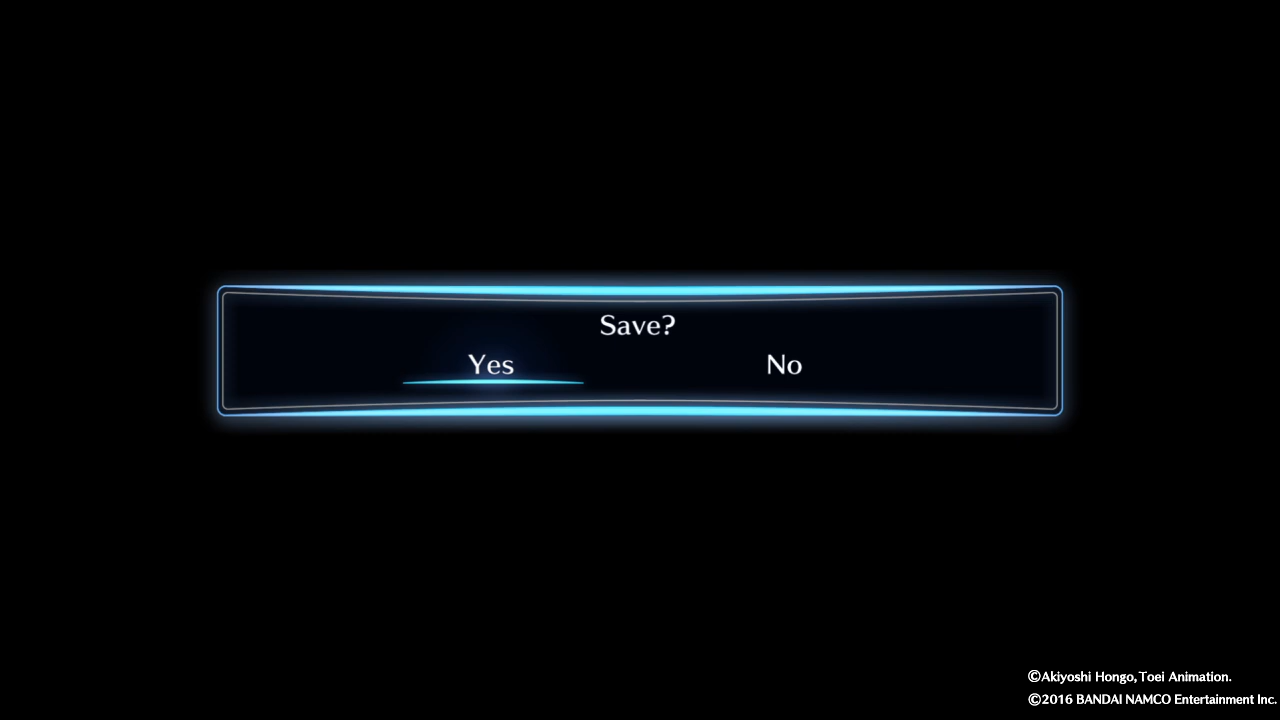 Save?
Yes No
©Akiyoshi Hongo, Toei Animation.
©2016 BANDAI NAMCO Entertainment Inc.